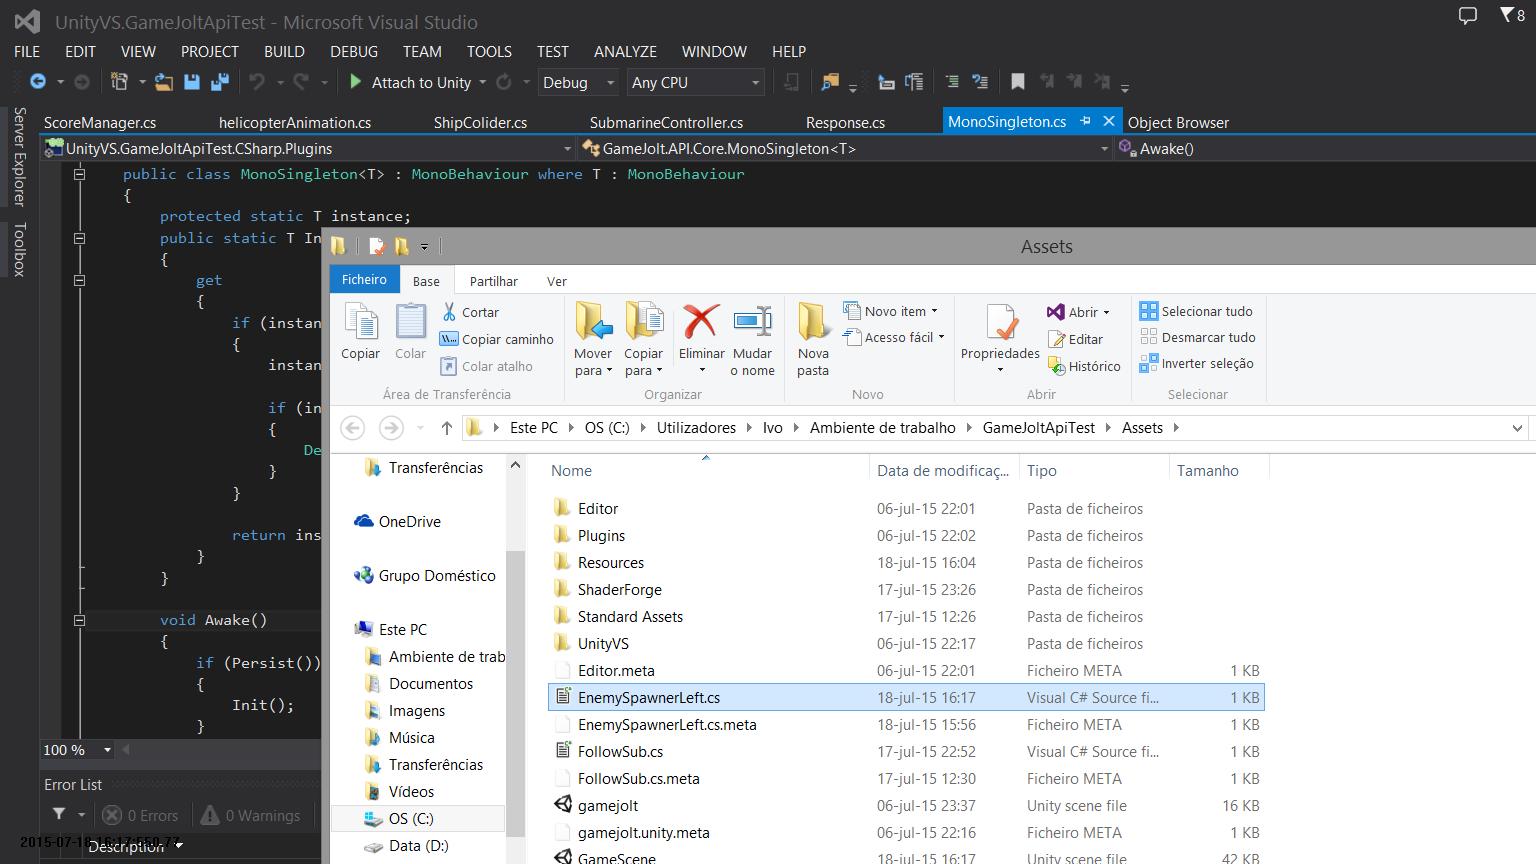 UnityVS.GameJoltApiTest - Microsoft Visual Studio
8
FILE EDIT VIEW PROJECT BUILD DEBUG TEAM TOOLS TEST ANALYZE WINDOW HELP
Attach to Unity Debug Any CPU
Server Explorer
Toolbox
ScoreManager.cs helicopterAnimation.cs ShipColider.cs SubmarineController.cs Response.cs MonoSingleton.cs Object Browser
UnityVS.GameJoltApiTest.CSharp.Plugins GameJolt.API.Core.MonoSingleton<T> Awake()
public class MonoSingleton<T> : MonoBehaviour where T : MonoBehaviour
{
protected static T instance;
public static T In
{
get
{
if (instan
{
instan
if (in
{
De
}
}
return ins
}
}
void Awake()
{
if (Persist())
{
Init();
}
100 %
Error List
0 Errors 0 Warnings
Description
Assets
Ficheiro Base Partilhar Ver
Copiar Colar
Cortar
Copiar caminho
Colar atalho
Área de Transferência
Mover para Copiar para Eliminar Mudar o nome
Organizar
Nova pasta
Novo item
Acesso fácil
Novo
Propriedades
Abrir
Editar
Histórico
Abrir
Selecionar tudo
Desmarcar tudo
Inverter seleção
Selecionar
Este PC OS (C:) Utilizadores Ivo Ambiente de trabalho GameJoltApiTest Assets
Transferências
OneDrive
Grupo Doméstico
Este PC
Ambiente de trab
Documentos
Imagens
Música
Transferências
Vídeos
OS (C:)
Data (D:)
Nome Data de modificaç... Tipo Tamanho
Editor 06-jul-15 22:01 Pasta de ficheiros
Plugins 06-jul-15 22:02 Pasta de ficheiros
Resources 18-jul-15 16:04 Pasta de ficheiros
ShaderForge 17-jul-15 23:26 Pasta de ficheiros
Standard Assets 17-jul-15 12:26 Pasta de ficheiros
UnityVS 06-jul-15 22:17 Pasta de ficheiros
Editor.meta 06-jul-15 22:01 Ficheiro META 1 KB
EnemySpawnerLeft.cs 18-jul-15 16:17 Visual C# Source fi... 1 KB
EnemySpawnerLeft.cs.meta 18-jul-15 15:56 Ficheiro META 1 KB
FollowSub.cs 17-jul-15 22:52 Visual C# Source fi... 1 KB
FollowSub.cs.meta 17-jul-15 12:30 Ficheiro META 1 KB
gamejolt 06-jul-15 23:37 Unity scene file 16 KB
gamejolt.unity.meta 06-jul-15 22:16 Ficheiro META 1 KB
GameScene 18-jul-15 16:17 Unity scene file 42 KB